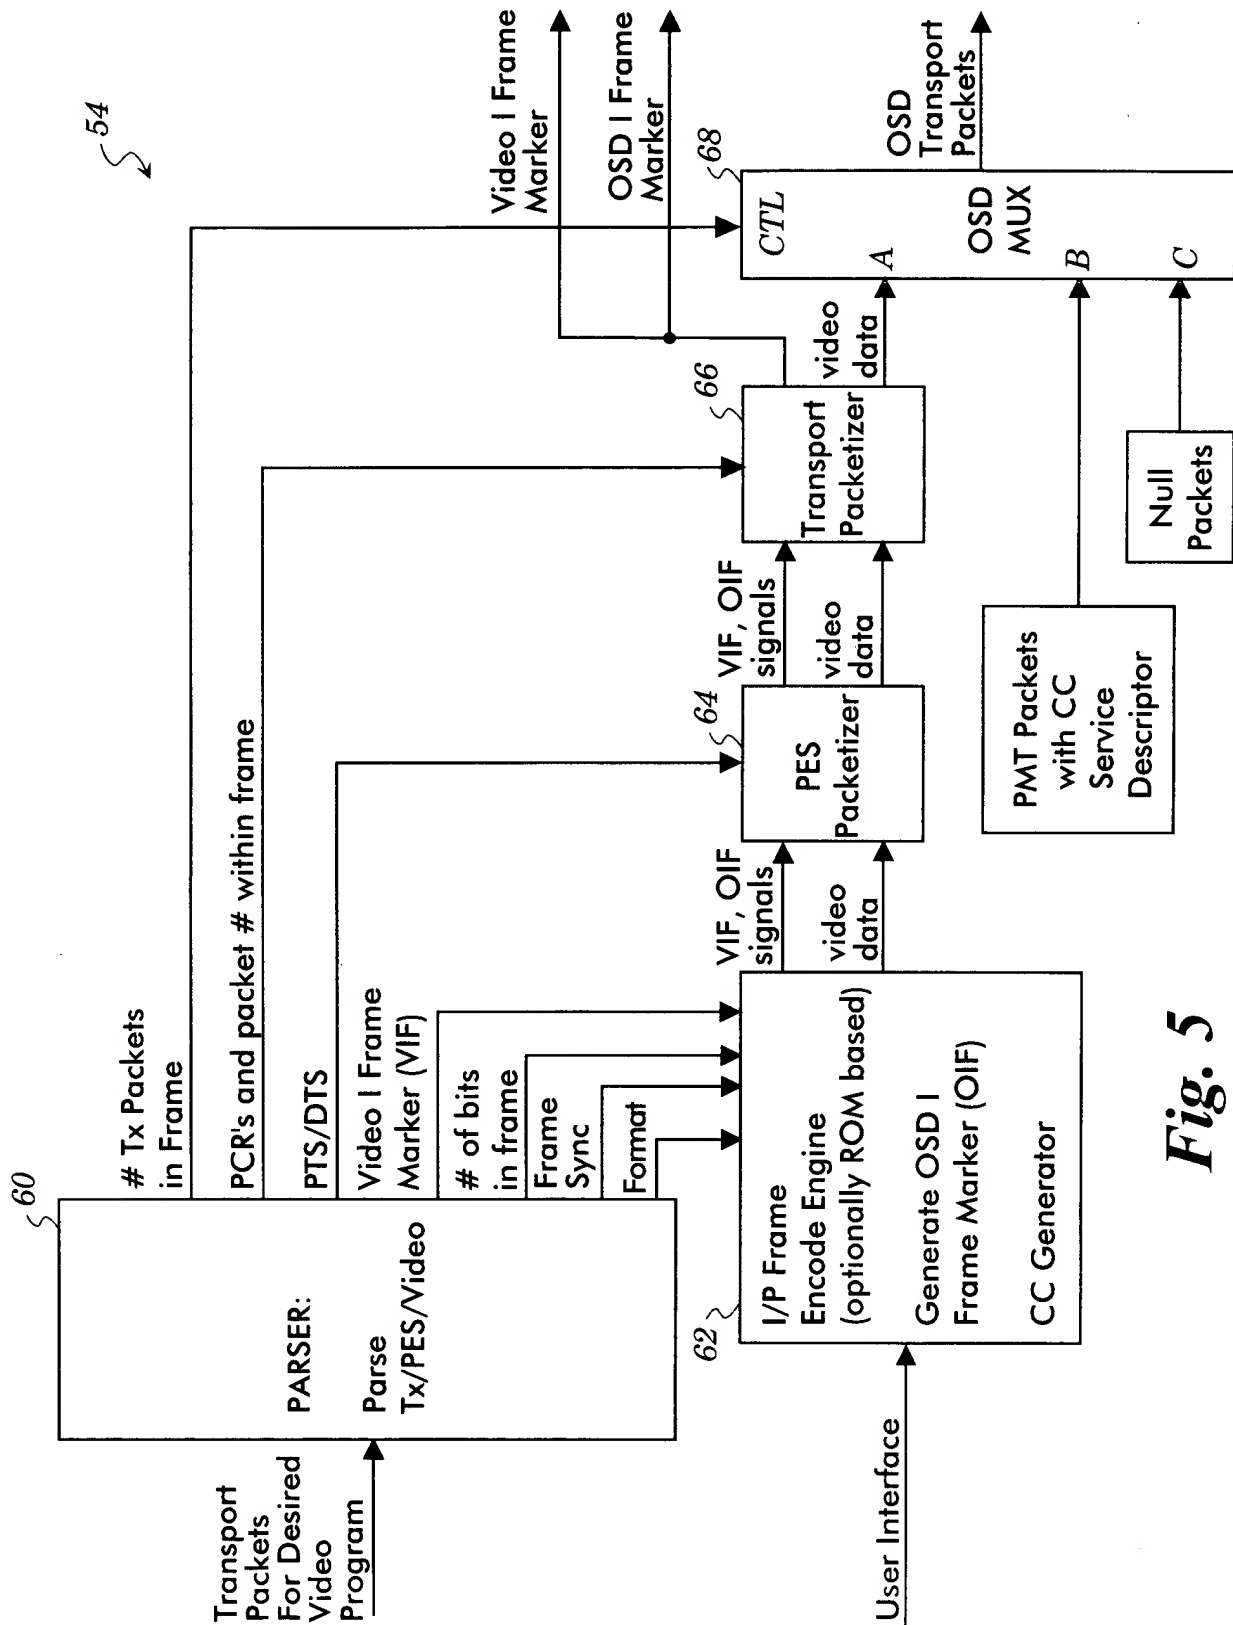 54
Transport
Packets
For Desired
Video
Program
60
PARSER:
Parse
Tx/PES/Video
# Tx Packets
in Frame
PCR's and packet # within frame
PTS/DTS
Video I Frame
Marker (VIF)
# of bits
in frame
Frame
Sync
Format
User Interface
62
I/P Frame
Encode Engine
(optionally ROM based)
Generate OSD I
Frame Marker (OIF)
CC Generator
VIF, OIF
signals
video
data
64
PES
Packetizer
VIF, OIF
signals
video
data
66
Transport
Packetizer
video
data
Video I Frame
Marker
OSD I Frame
Marker
PMT Packets
with CC
Service
Descriptor
Null
Packets
68
CTL
A
OSD
MUX
B
C
OSD
Transport
Packets
Fig. 5